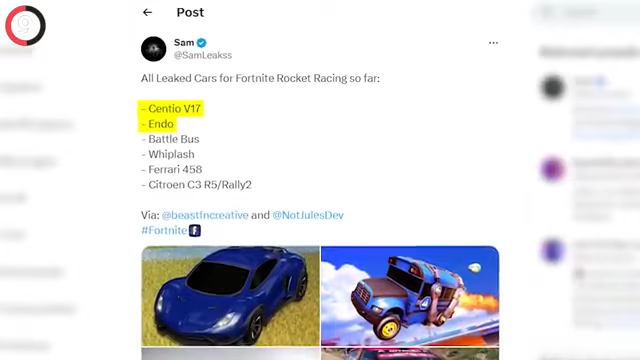 Post
Sam
@SamLeakss
All Leaked Cars for Fortnite Rocket Racing so far:
- Centio V17
- Endo
- Battle Bus
- Whiplash
- Ferrari 458
- Citroen C3 R5/Rally2
Via: @beastIncreative and @NotJulesDev
#Fortnite